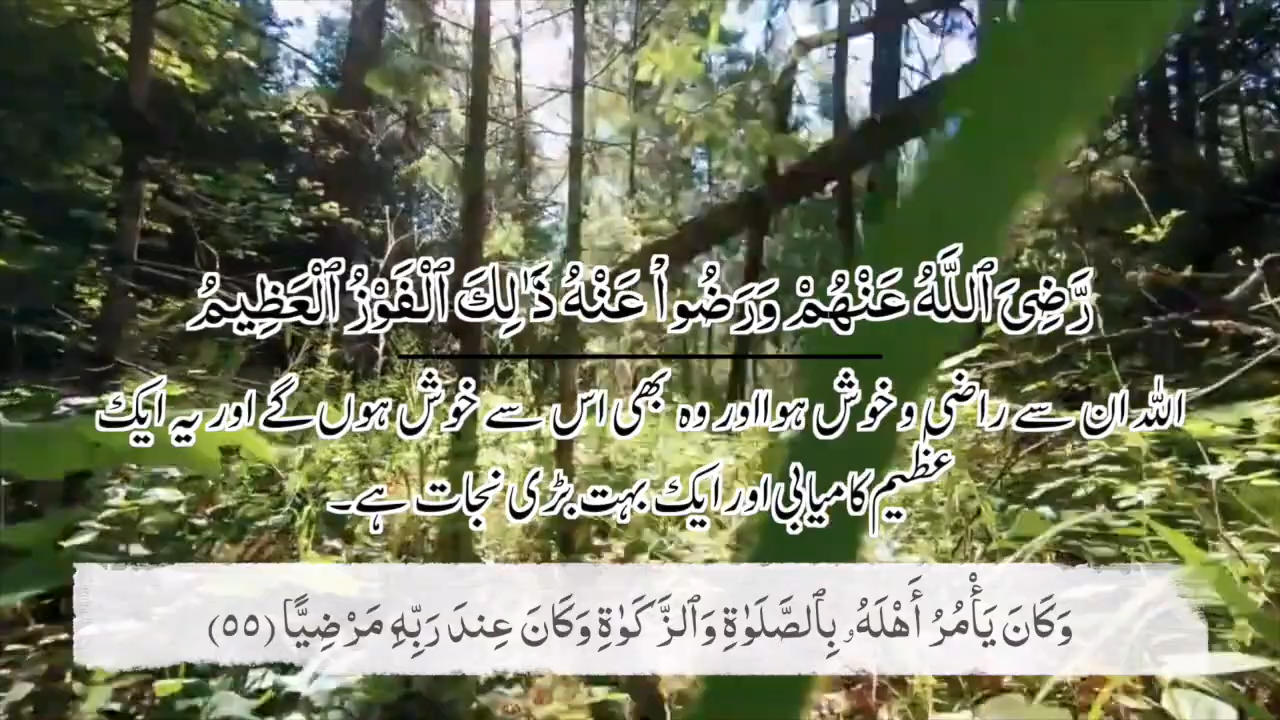 رَّضِىَ ٱللَّهُ عَنْهُمْ وَرَضُوا۟ عَنْهُ ذَٰلِكَ ٱلْفَوْزُ ٱلْعَظِيمُ
اللہ ان سے راضی و خوش ہوا اور وہ بھی اس سے خوش ہوں گے اور یہ ایک
عظیم کامیابی اور ایک بہت بڑی نجات ہے۔
وَكَانَ يَأْمُرُ أَهْلَهُۥ بِٱلصَّلَوٰةِ وَٱلزَّكَوٰةِ وَكَانَ عِندَ رَبِّهِۦ مَرْضِيًّا (٥٥)